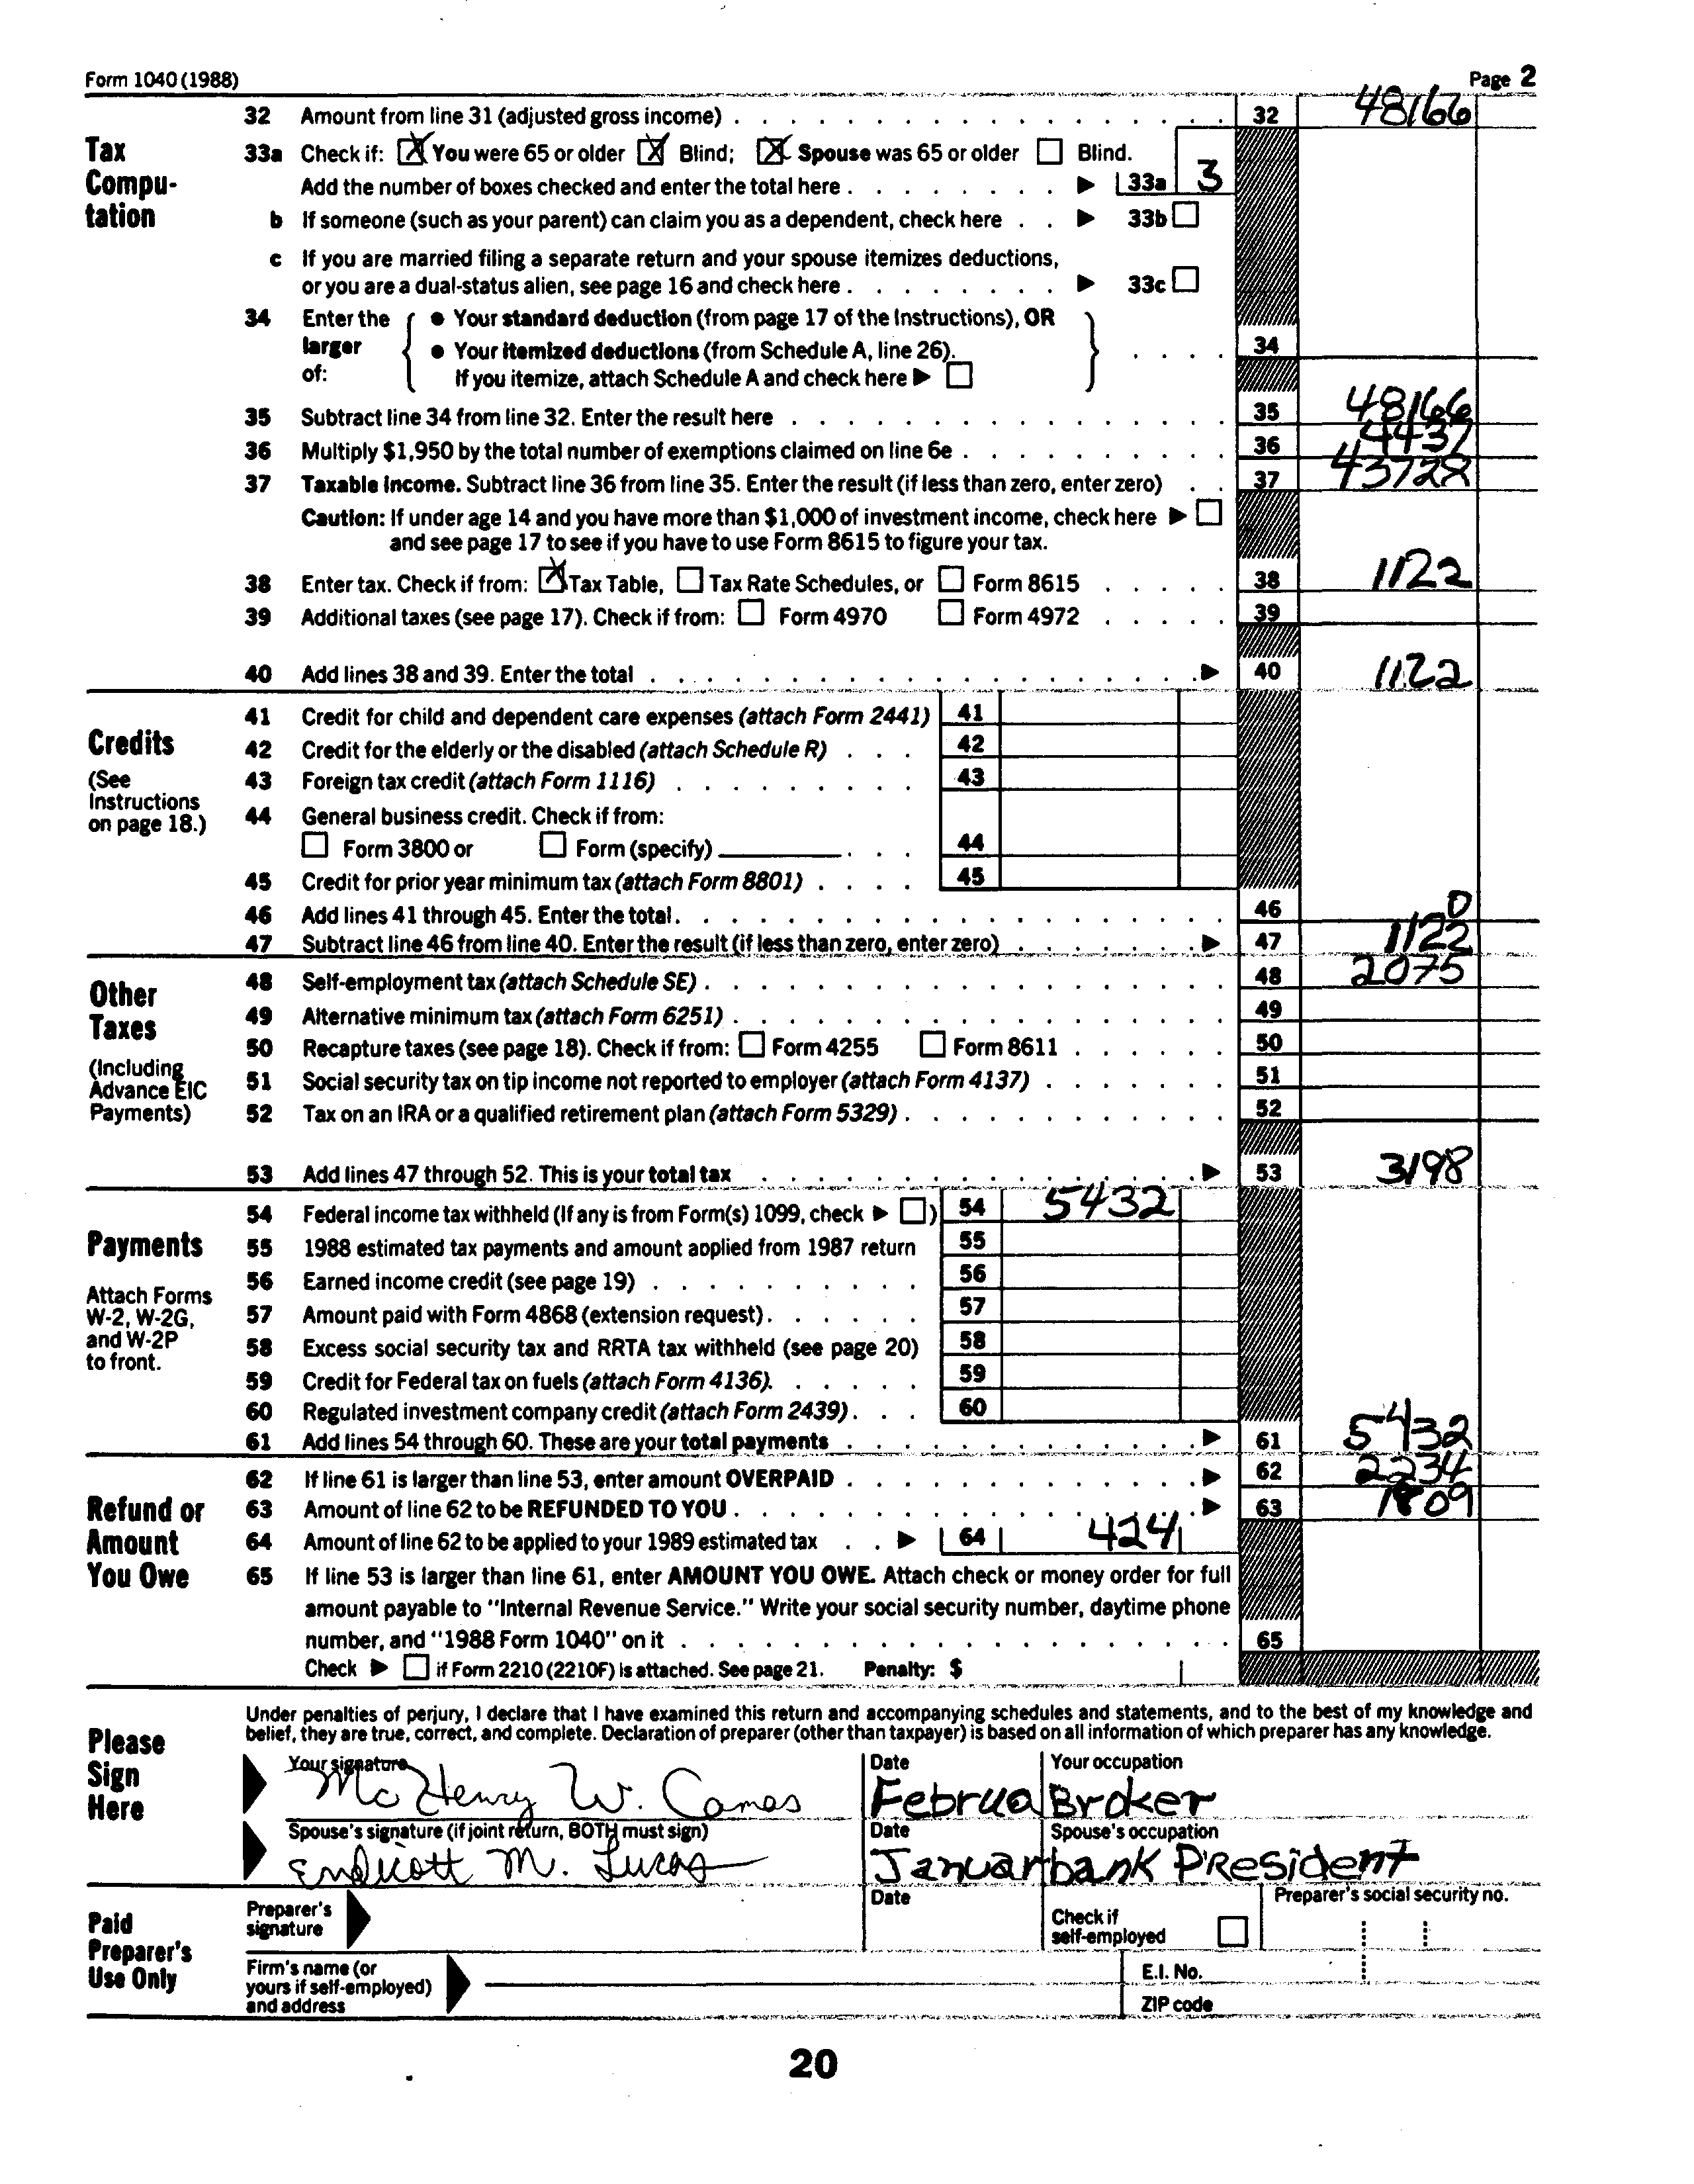 Form 1040 (1988) Page 2
Tax Compu-tation
32 Amount from line 31 (adjusted gross income) 32 48166
33a Check if: You were 65 or older Blind; Spouse was 65 or older Blind.
Add the number of boxes checked and enter the total here 33a 3
b If someone (such as your parent) can claim you as a dependent, check here 33b
c If you are married filing a separate return and your spouse itemizes deductions,
or you are a dual-status alien, see page 16 and check here 33c
34 Enter the larger of: • Your standard deduction (from page 17 of the Instructions), OR
• Your itemized deductions (from Schedule A, line 26). 34
If you itemize, attach Schedule A and check here
35 Subtract line 34 from line 32. Enter the result here 35 48166
36 Multiply $1,950 by the total number of exemptions claimed on line 6e 36 4437
37 Taxable income. Subtract line 36 from line 35. Enter the result (if less than zero, enter zero) 37 43728
Caution: If under age 14 and you have more than $1,000 of investment income, check here
and see page 17 to see if you have to use Form 8615 to figure your tax.
38 Enter tax. Check if from: Tax Table, Tax Rate Schedules, or Form 8615 38 1122
39 Additional taxes (see page 17). Check if from: Form 4970 Form 4972 39
40 Add lines 38 and 39. Enter the total 40 1122
Credits
(See Instructions on page 18.)
41 Credit for child and dependent care expenses (attach Form 2441) 41
42 Credit for the elderly or the disabled (attach Schedule R) 42
43 Foreign tax credit (attach Form 1116) 43
44 General business credit. Check if from:
Form 3800 or Form (specify) 44
45 Credit for prior year minimum tax (attach Form 8801) 45
46 Add lines 41 through 45. Enter the total 46 0
47 Subtract line 46 from line 40. Enter the result (if less than zero, enter zero) 47 1122
Other Taxes
(Including Advance EIC Payments)
48 Self-employment tax (attach Schedule SE) 48 2075
49 Alternative minimum tax (attach Form 6251) 49
50 Recapture taxes (see page 18). Check if from: Form 4255 Form 8611 50
51 Social security tax on tip income not reported to employer (attach Form 4137) 51
52 Tax on an IRA or a qualified retirement plan (attach Form 5329) 52
53 Add lines 47 through 52. This is your total tax 53 3198
Payments
Attach Forms W-2, W-2G, and W-2P to front.
54 Federal income tax withheld (If any is from Form(s) 1099, check ) 54 5432
55 1988 estimated tax payments and amount applied from 1987 return 55
56 Earned income credit (see page 19) 56
57 Amount paid with Form 4868 (extension request) 57
58 Excess social security tax and RRTA tax withheld (see page 20) 58
59 Credit for Federal tax on fuels (attach Form 4136) 59
60 Regulated investment company credit (attach Form 2439) 60
61 Add lines 54 through 60. These are your total payments 61 5432
Refund or Amount You Owe
62 If line 61 is larger than line 53, enter amount OVERPAID 62 2234
63 Amount of line 62 to be REFUNDED TO YOU 63 1809
64 Amount of line 62 to be applied to your 1989 estimated tax 64 424
65 If line 53 is larger than line 61, enter AMOUNT YOU OWE. Attach check or money order for full
amount payable to "Internal Revenue Service." Write your social security number, daytime phone
number, and "1988 Form 1040" on it 65
Check if Form 2210 (2210F) is attached. See page 21. Penalty: $
Please Sign Here
Under penalties of perjury, I declare that I have examined this return and accompanying schedules and statements, and to the best of my knowledge and
belief, they are true, correct, and complete. Declaration of preparer (other than taxpayer) is based on all information of which preparer has any knowledge.
Your signature Date Your occupation
McHenry W. Camas Februa Broker
Spouse's signature (if joint return, BOTH must sign) Date Spouse's occupation
Endicott M. Lucas Januar bank President
Paid Preparer's Use Only
Preparer's signature Date Check if self-employed Preparer's social security no.
Firm's name (or yours if self-employed) and address E.I. No.
ZIP code
20